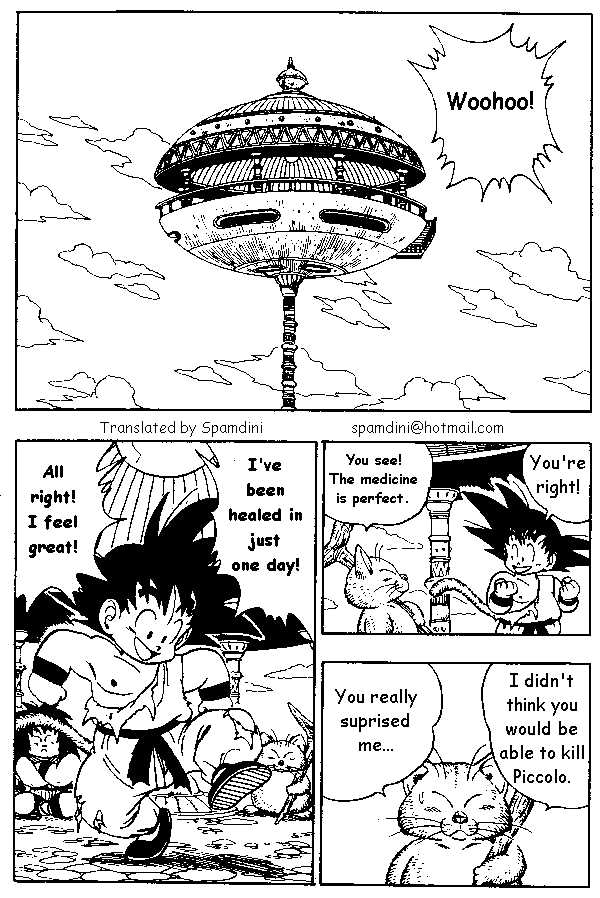 Woohoo!
Translated by Spamdini spamdini@hotmail.com
All
right!
I feel
great!
I've
been
healed in
just
one day!
You see!
The medicine
is perfect.
You're
right!
You really
suprised
me...
I didn't
think you
would be
able to kill
Piccolo.